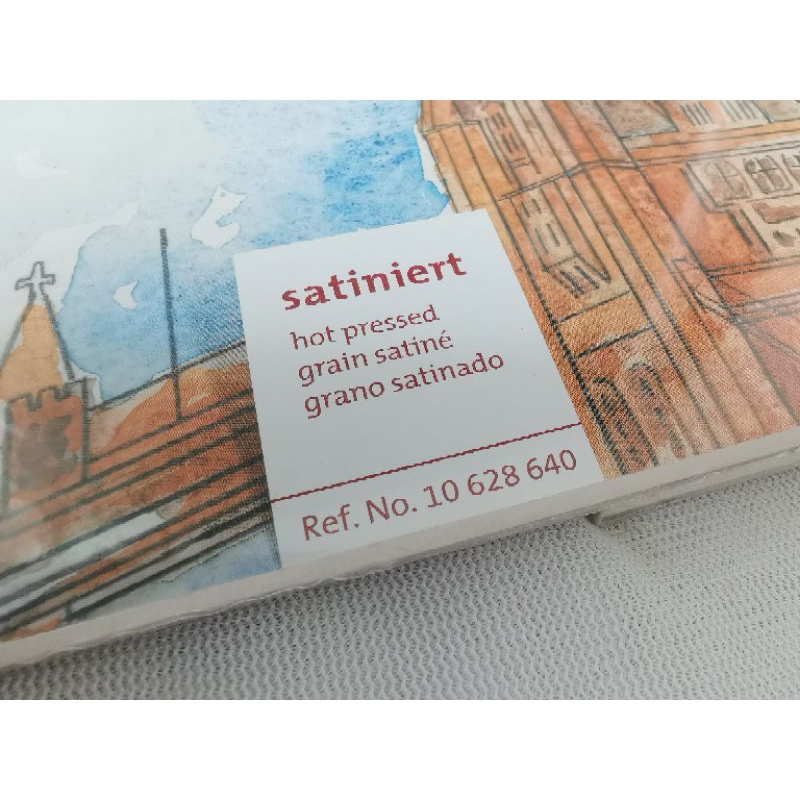 satiniert
hot pressed
grain satiné
grano satinado
Ref. No. 10 628 640